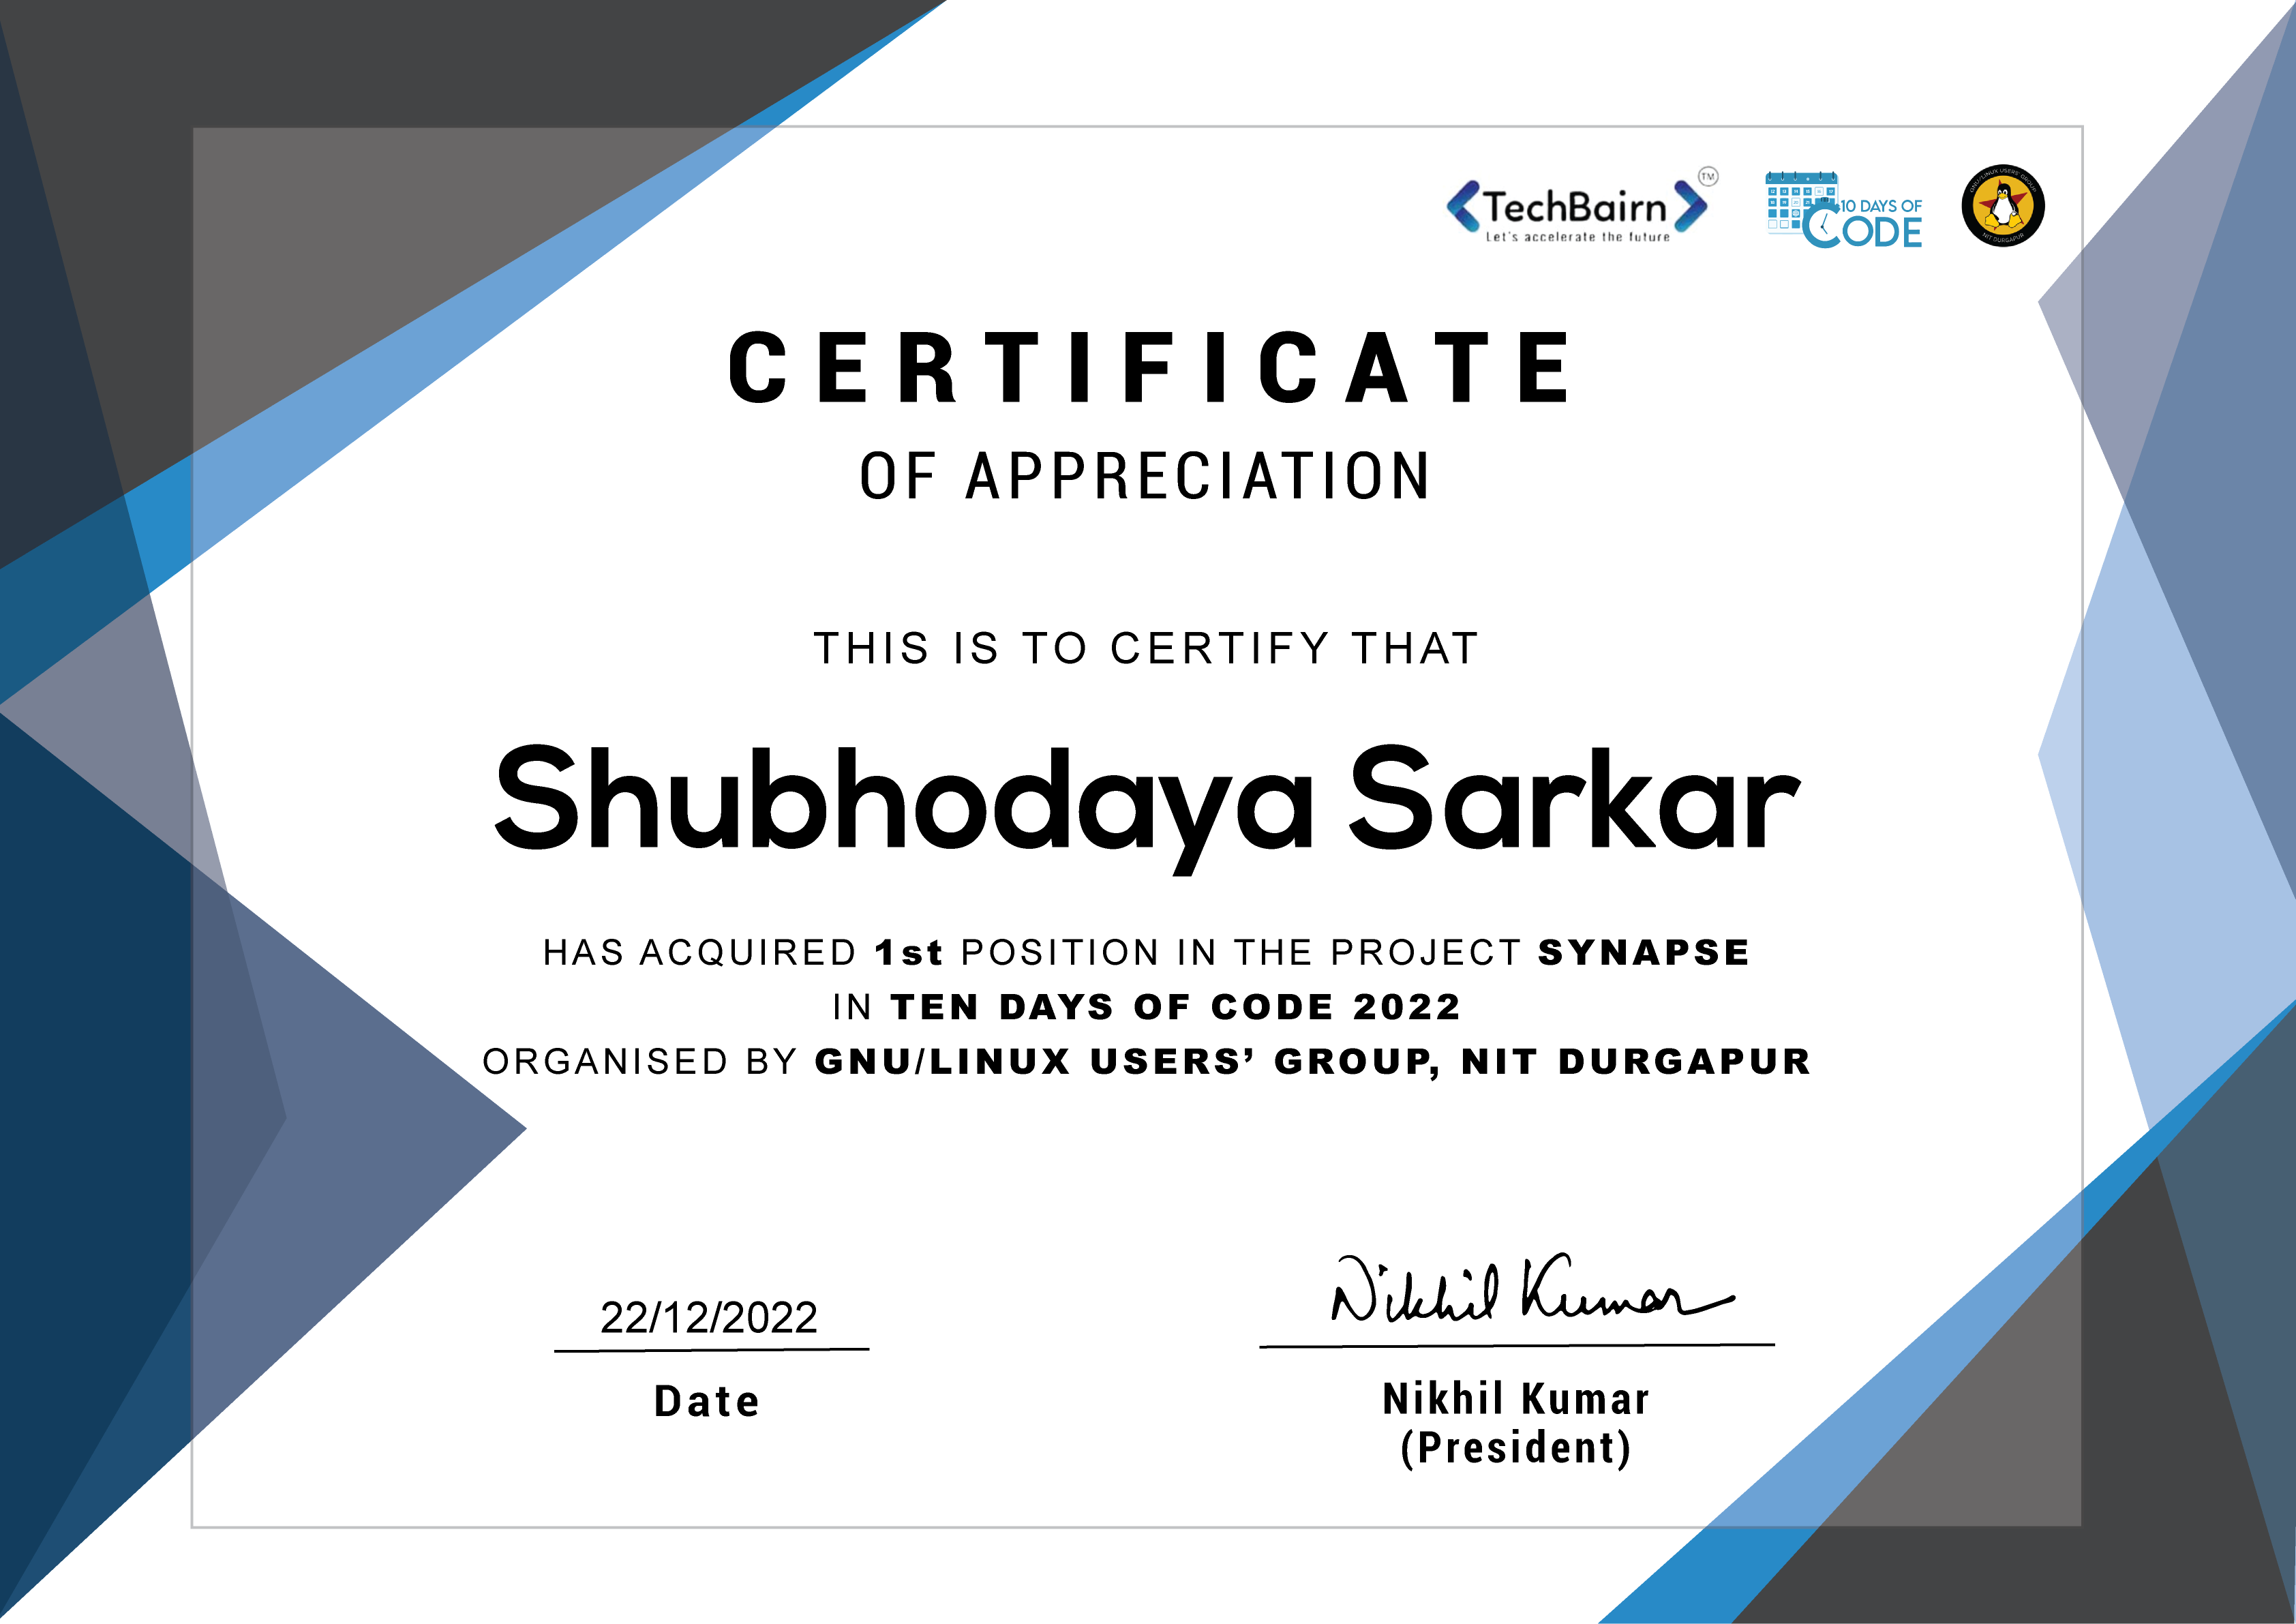 TechBairn TM
Let's accelerate the future
10 DAYS OF
CODE
GNU/LINUX USERS' GROUP
NIT DURGAPUR
CERTIFICATE
OF APPRECIATION
THIS IS TO CERTIFY THAT
Shubhodaya Sarkar
HAS ACQUIRED 1st POSITION IN THE PROJECT SYNAPSE
IN TEN DAYS OF CODE 2022
ORGANISED BY GNU/LINUX USERS’ GROUP, NIT DURGAPUR
22/12/2022
Date
Nikhil Kumar
Nikhil Kumar
(President)